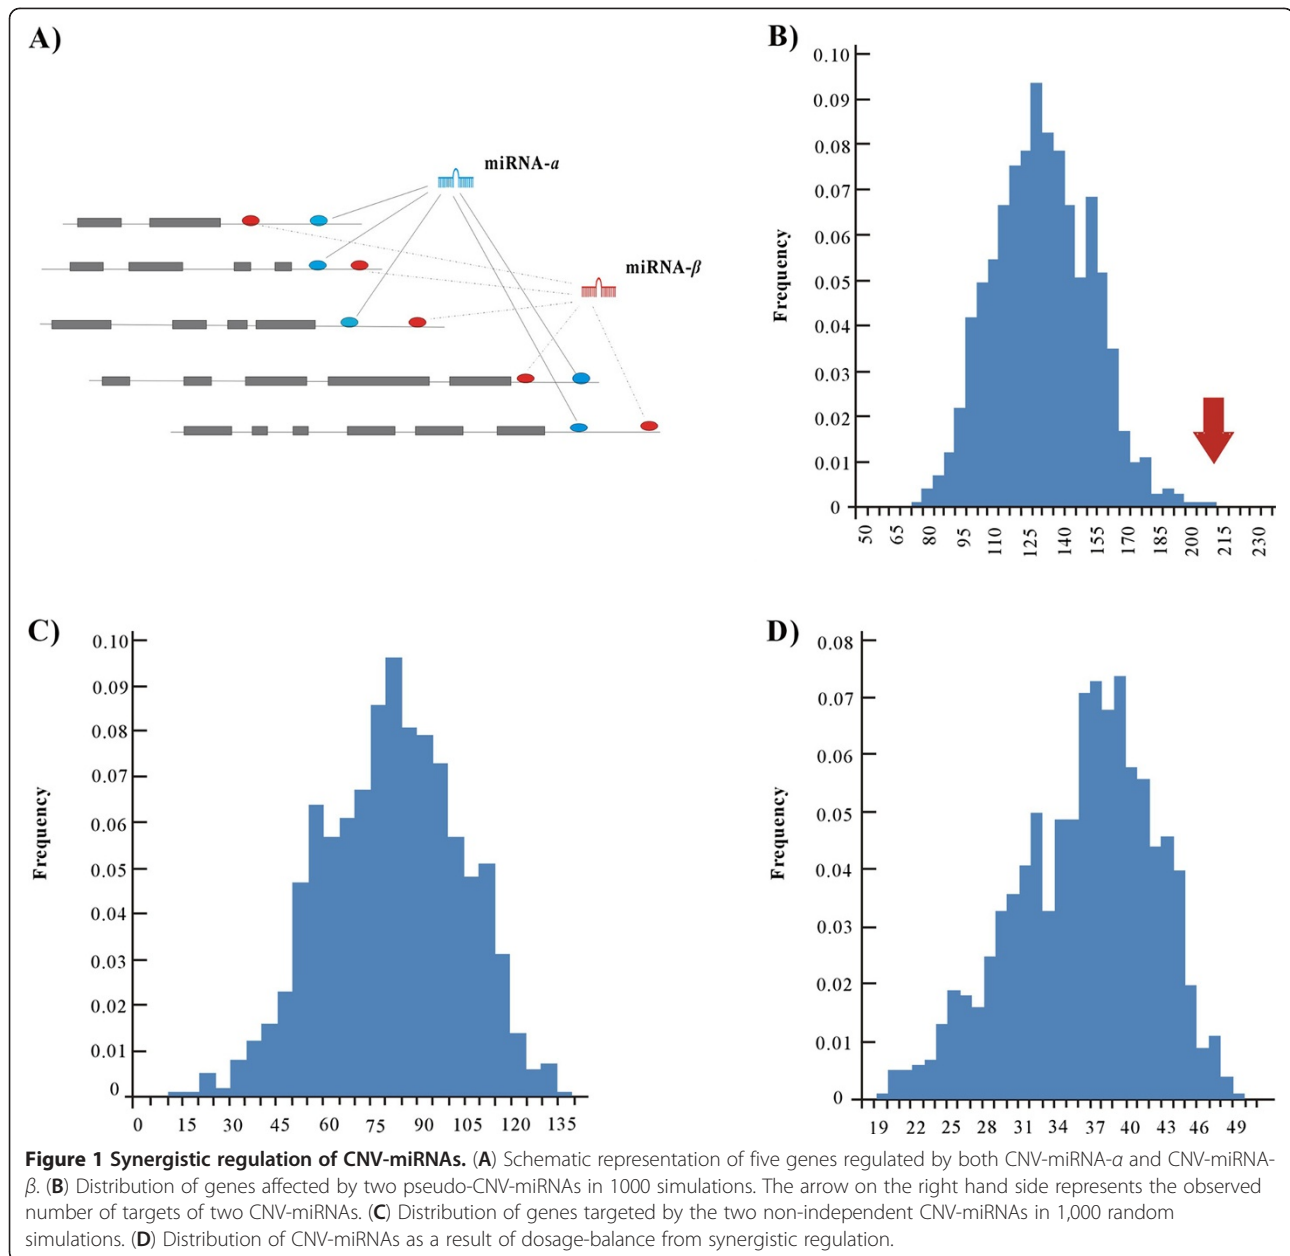 A)
miRNA-a
miRNA-β
B)
Frequency
0.10
0.09
0.08
0.07
0.06
0.05
0.04
0.03
0.02
0.01
0
50 65 80 95 110 125 140 155 170 185 200 215 230
C)
Frequency
0.10
0.09
0.08
0.07
0.06
0.05
0.04
0.03
0.02
0.01
0
0 15 30 45 60 75 90 105 120 135
D)
Frequency
0.08
0.07
0.06
0.05
0.04
0.03
0.02
0.01
0
19 22 25 28 31 34 37 40 43 46 49
Figure 1 Synergistic regulation of CNV-miRNAs. (A) Schematic representation of five genes regulated by both CNV-miRNA-α and CNV-miRNA-
β. (B) Distribution of genes affected by two pseudo-CNV-miRNAs in 1000 simulations. The arrow on the right hand side represents the observed
number of targets of two CNV-miRNAs. (C) Distribution of genes targeted by the two non-independent CNV-miRNAs in 1,000 random
simulations. (D) Distribution of CNV-miRNAs as a result of dosage-balance from synergistic regulation.